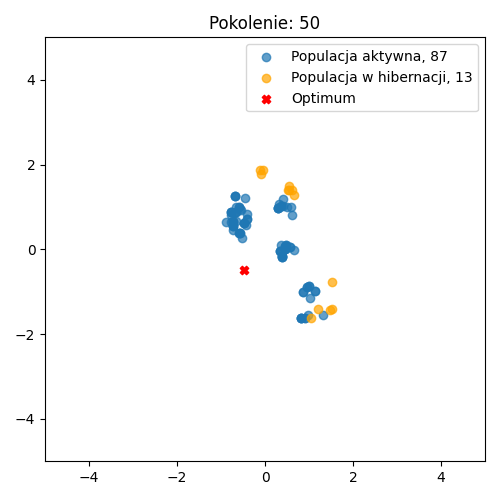 Pokolenie: 50
Populacja aktywna, 87
Populacja w hibernacji, 13
Optimum
4
2
0
−2
−4
−4 −2 0 2 4